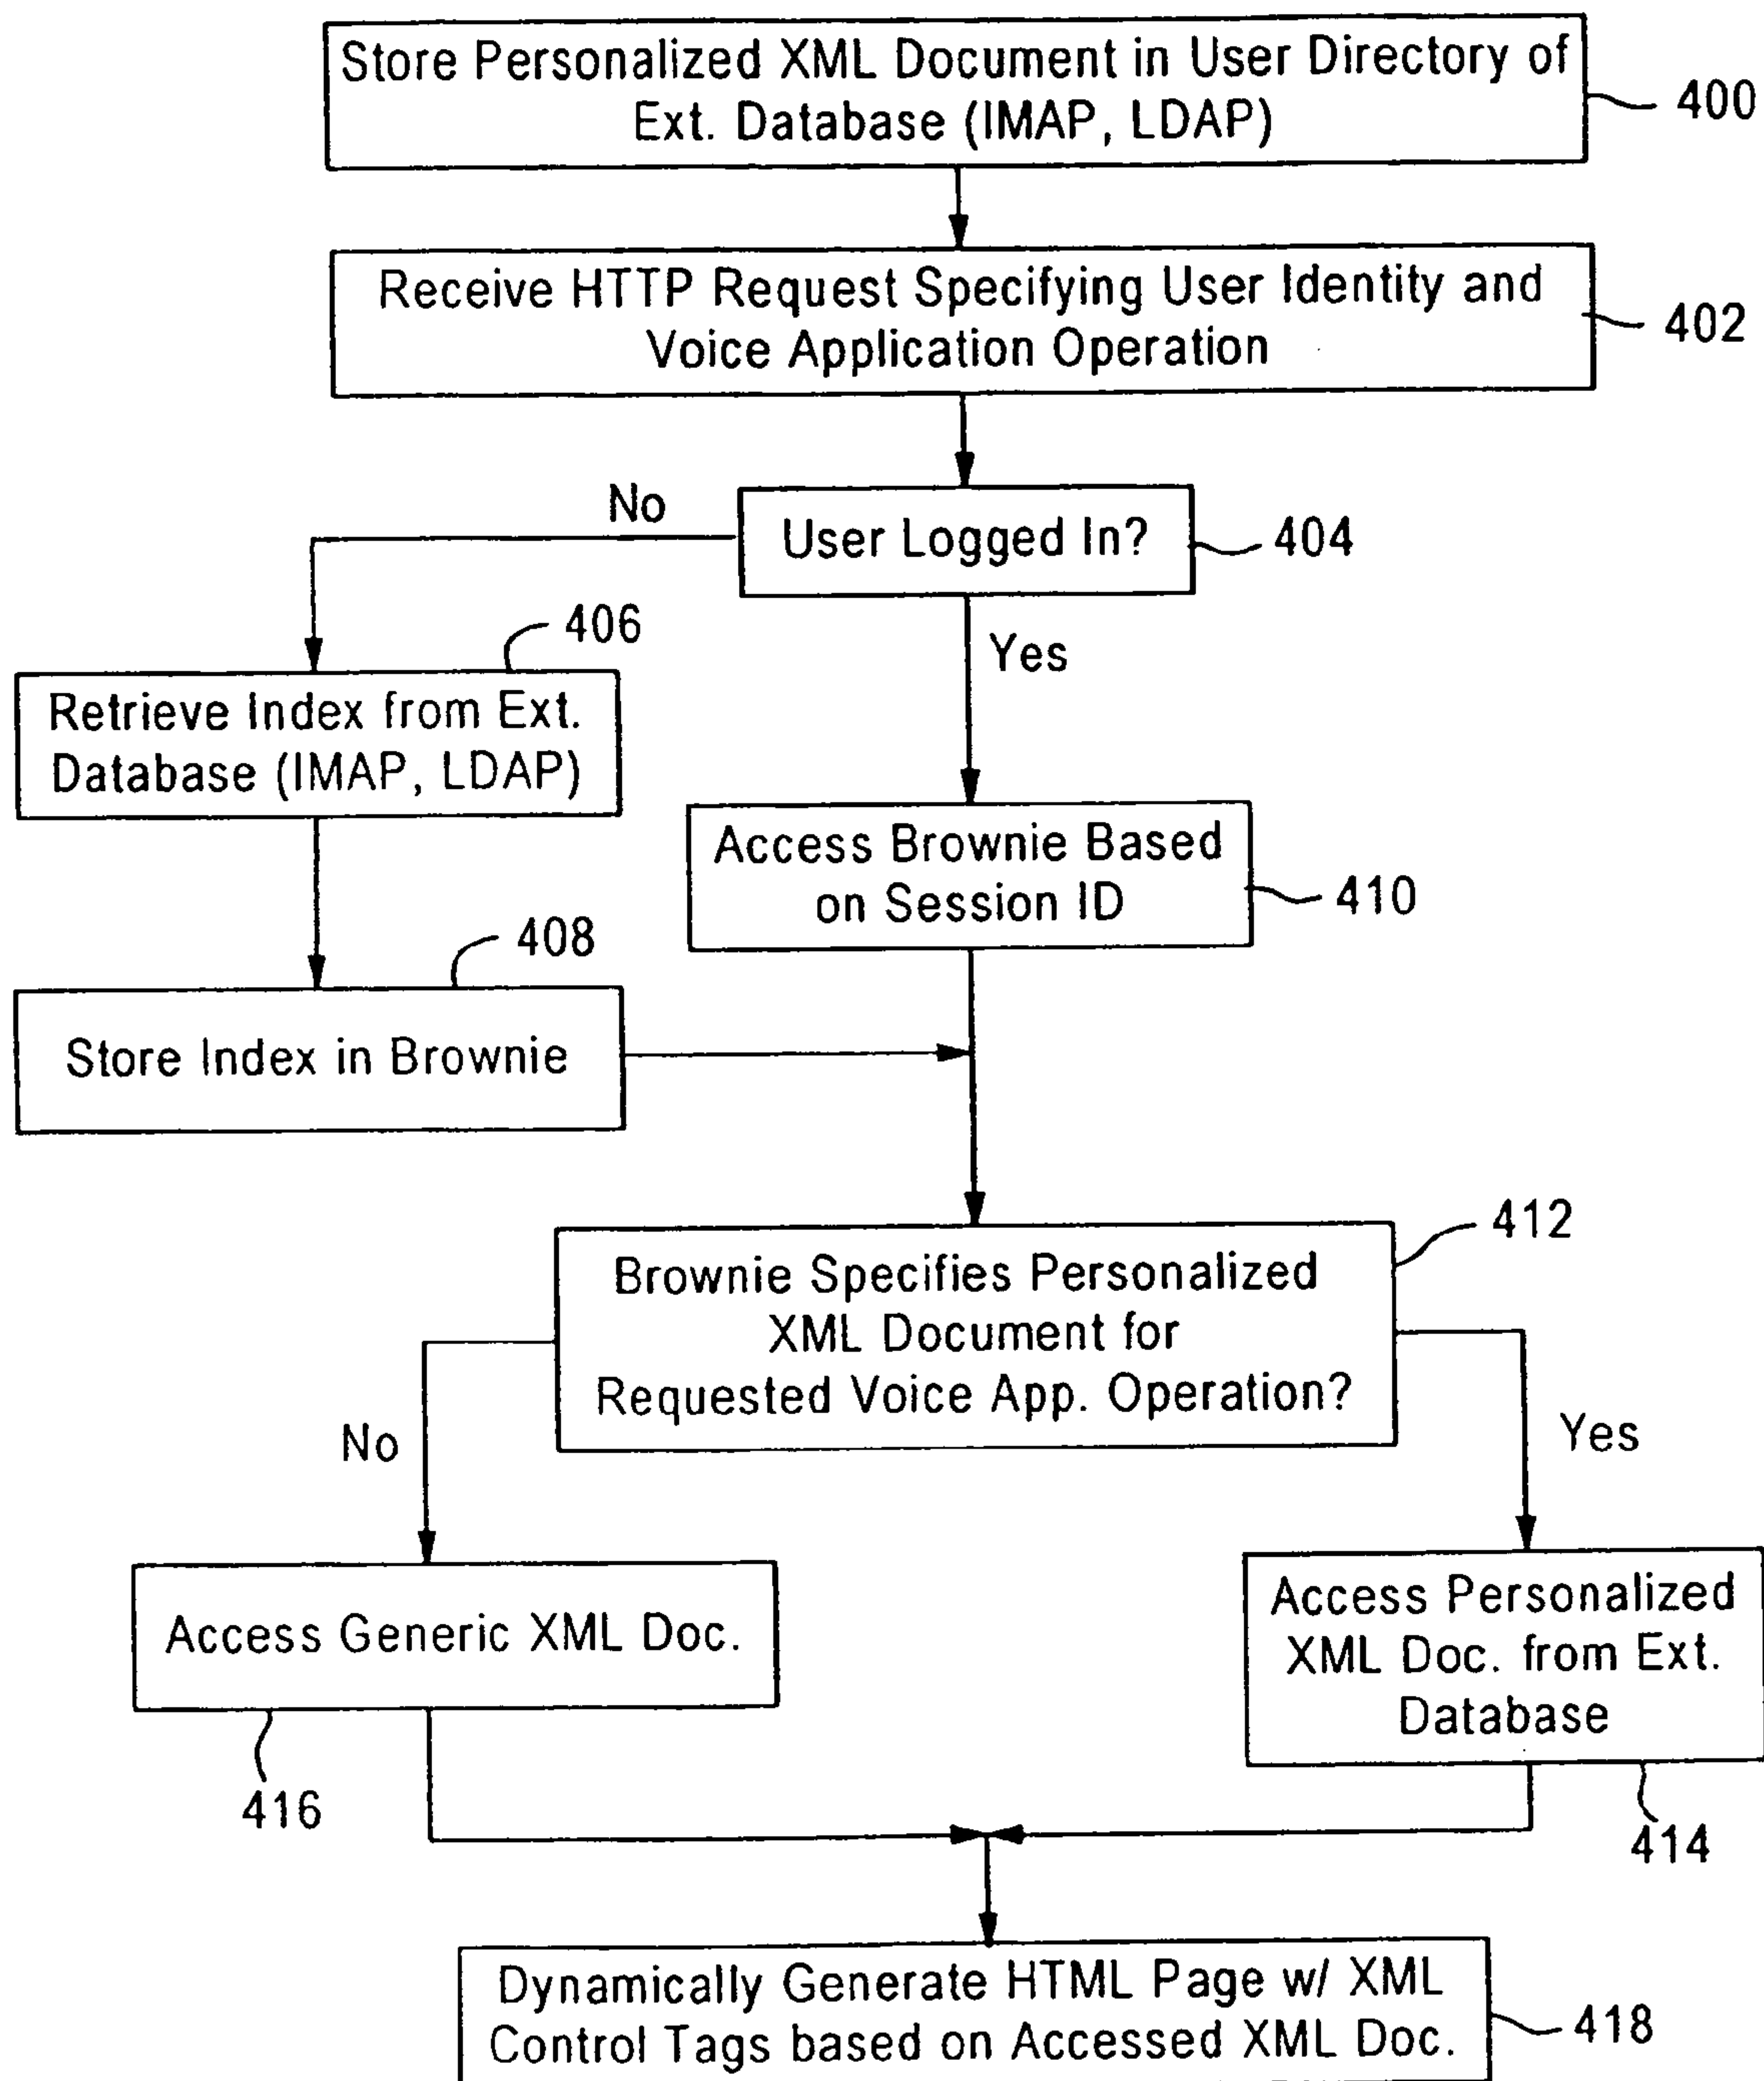 Store Personalized XML Document in User Directory of
Ext. Database (IMAP, LDAP)
400
Receive HTTP Request Specifying User Identity and
Voice Application Operation
402
No
User Logged In?
404
406
Yes
Retrieve Index from Ext.
Database (IMAP, LDAP)
Access Brownie Based
on Session ID
410
408
Store Index in Brownie
412
Brownie Specifies Personalized
XML Document for
Requested Voice App. Operation?
No
Yes
Access Generic XML Doc.
Access Personalized
XML Doc. from Ext.
Database
416
414
Dynamically Generate HTML Page w/ XML
Control Tags based on Accessed XML Doc.
418